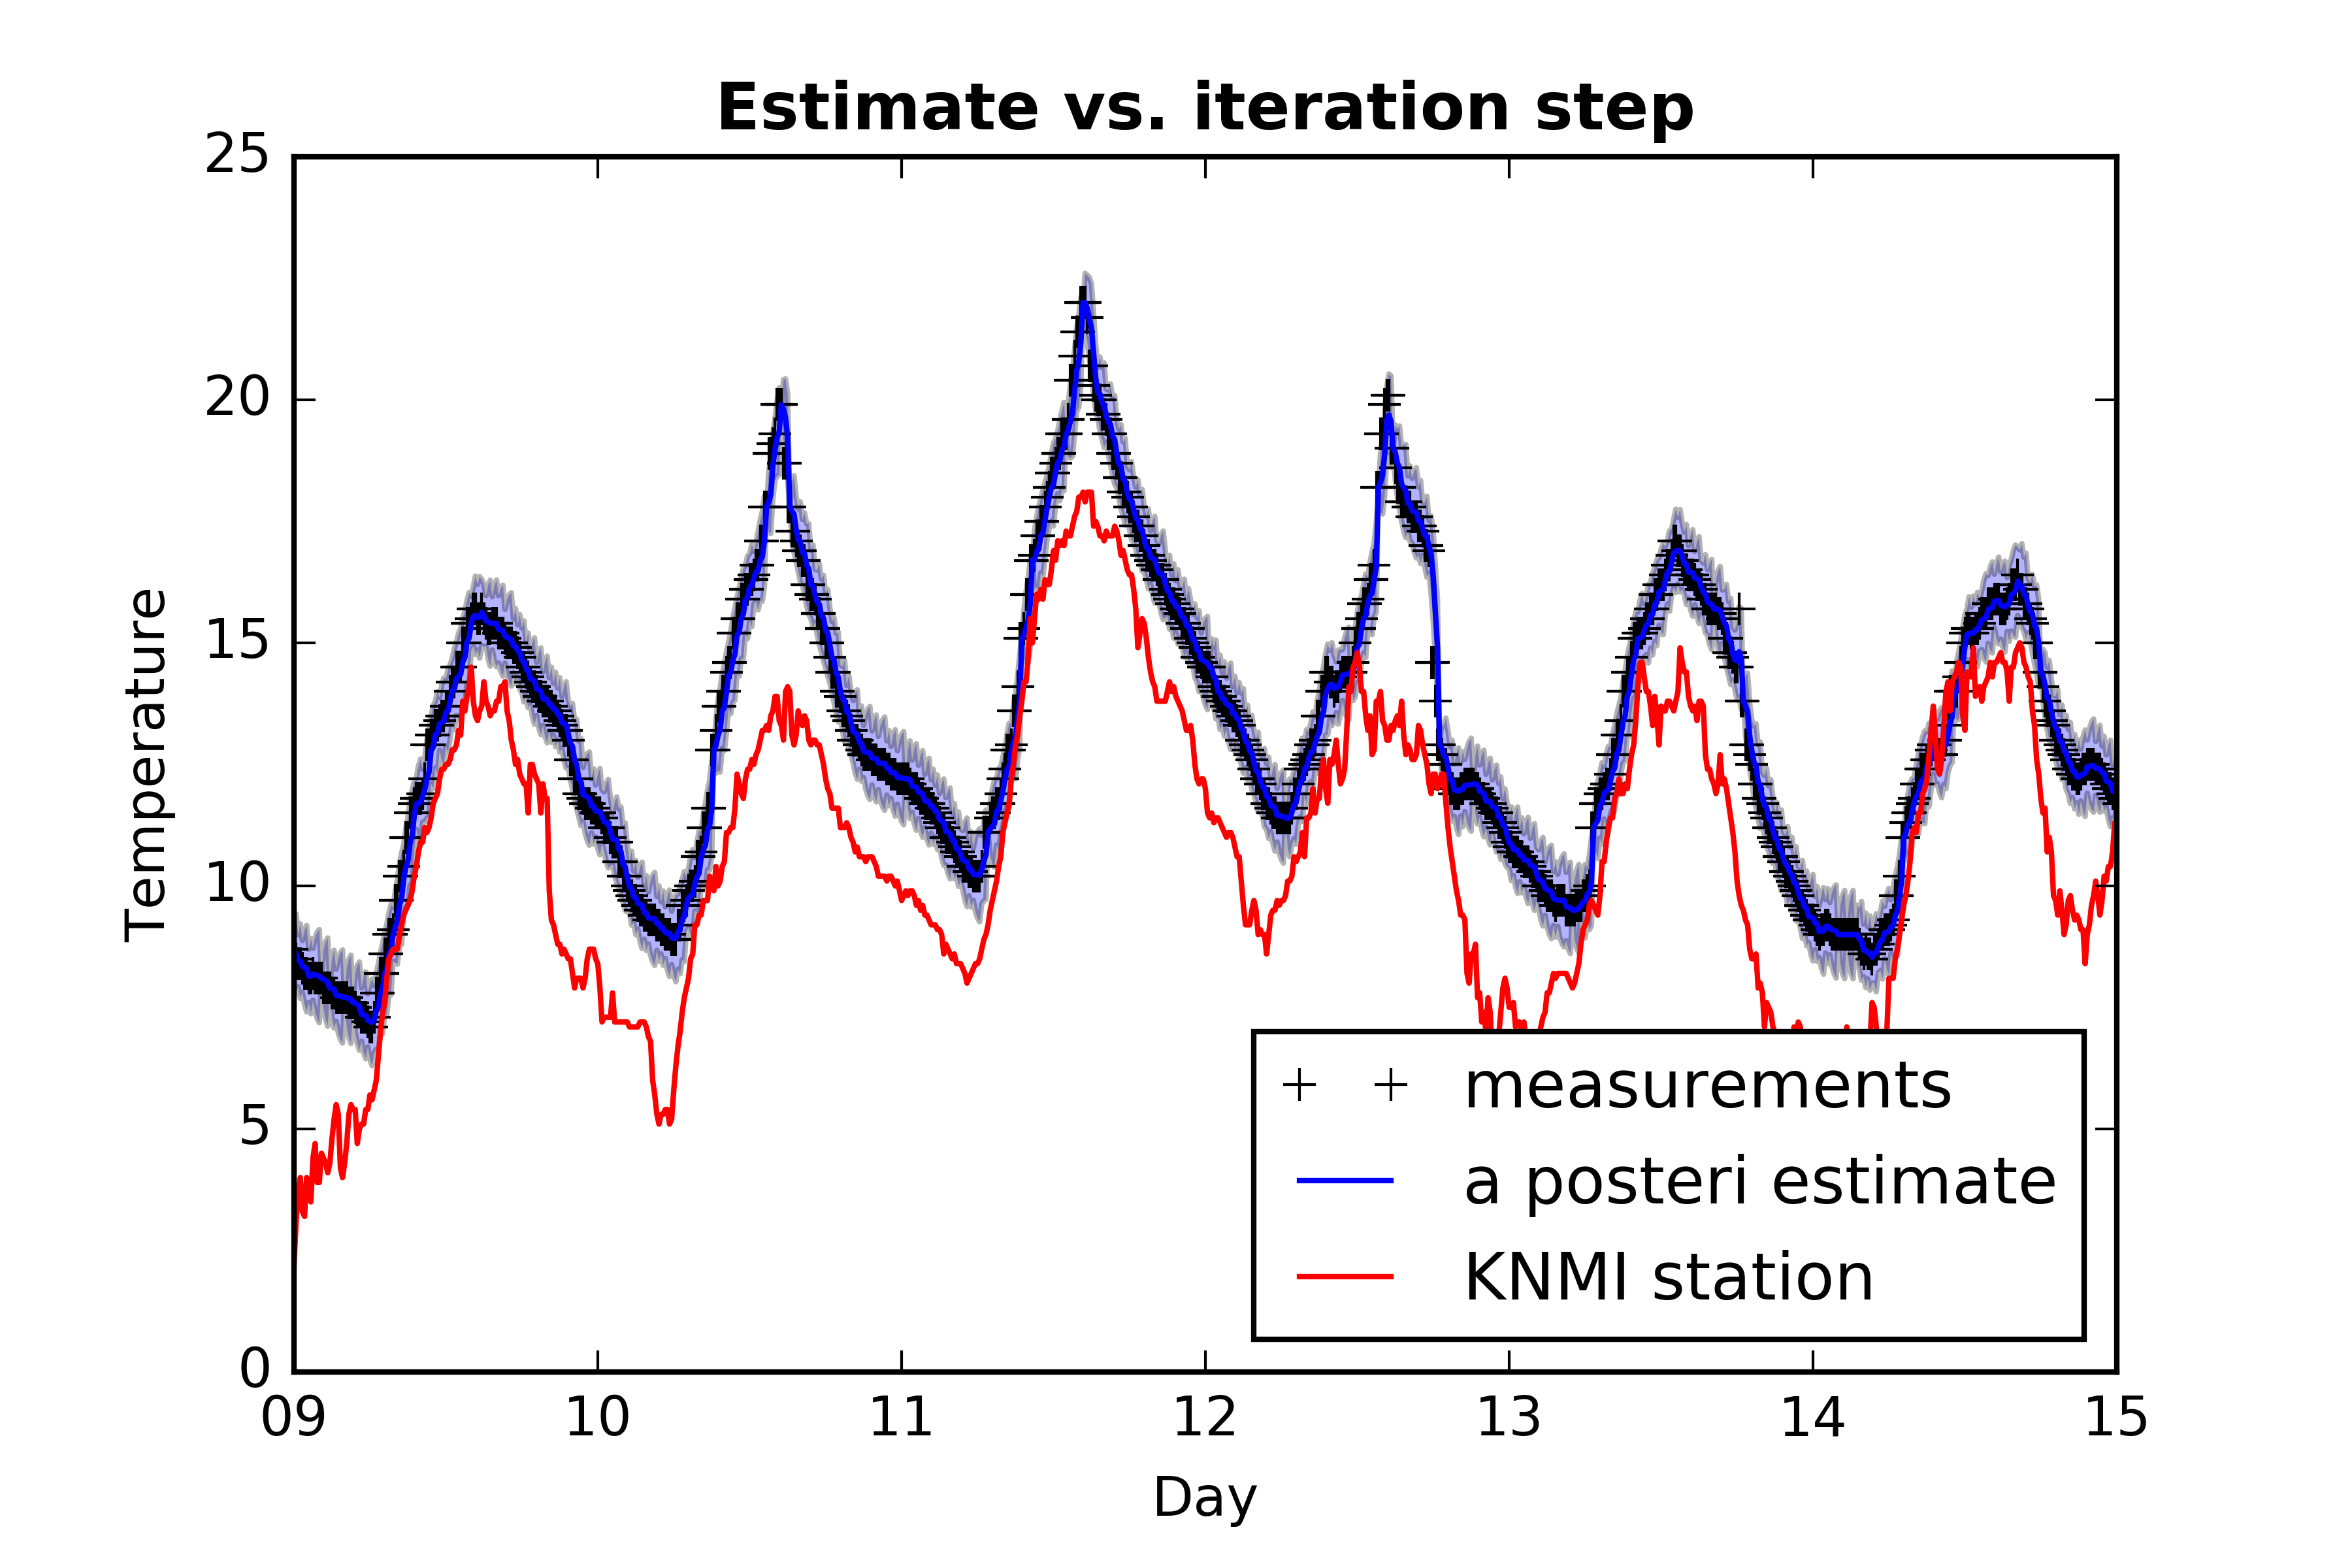 Estimate vs. iteration step
25
20
15
10
5
0
Temperature
measurements
a posteri estimate
KNMI station
09 10 11 12 13 14 15
Day